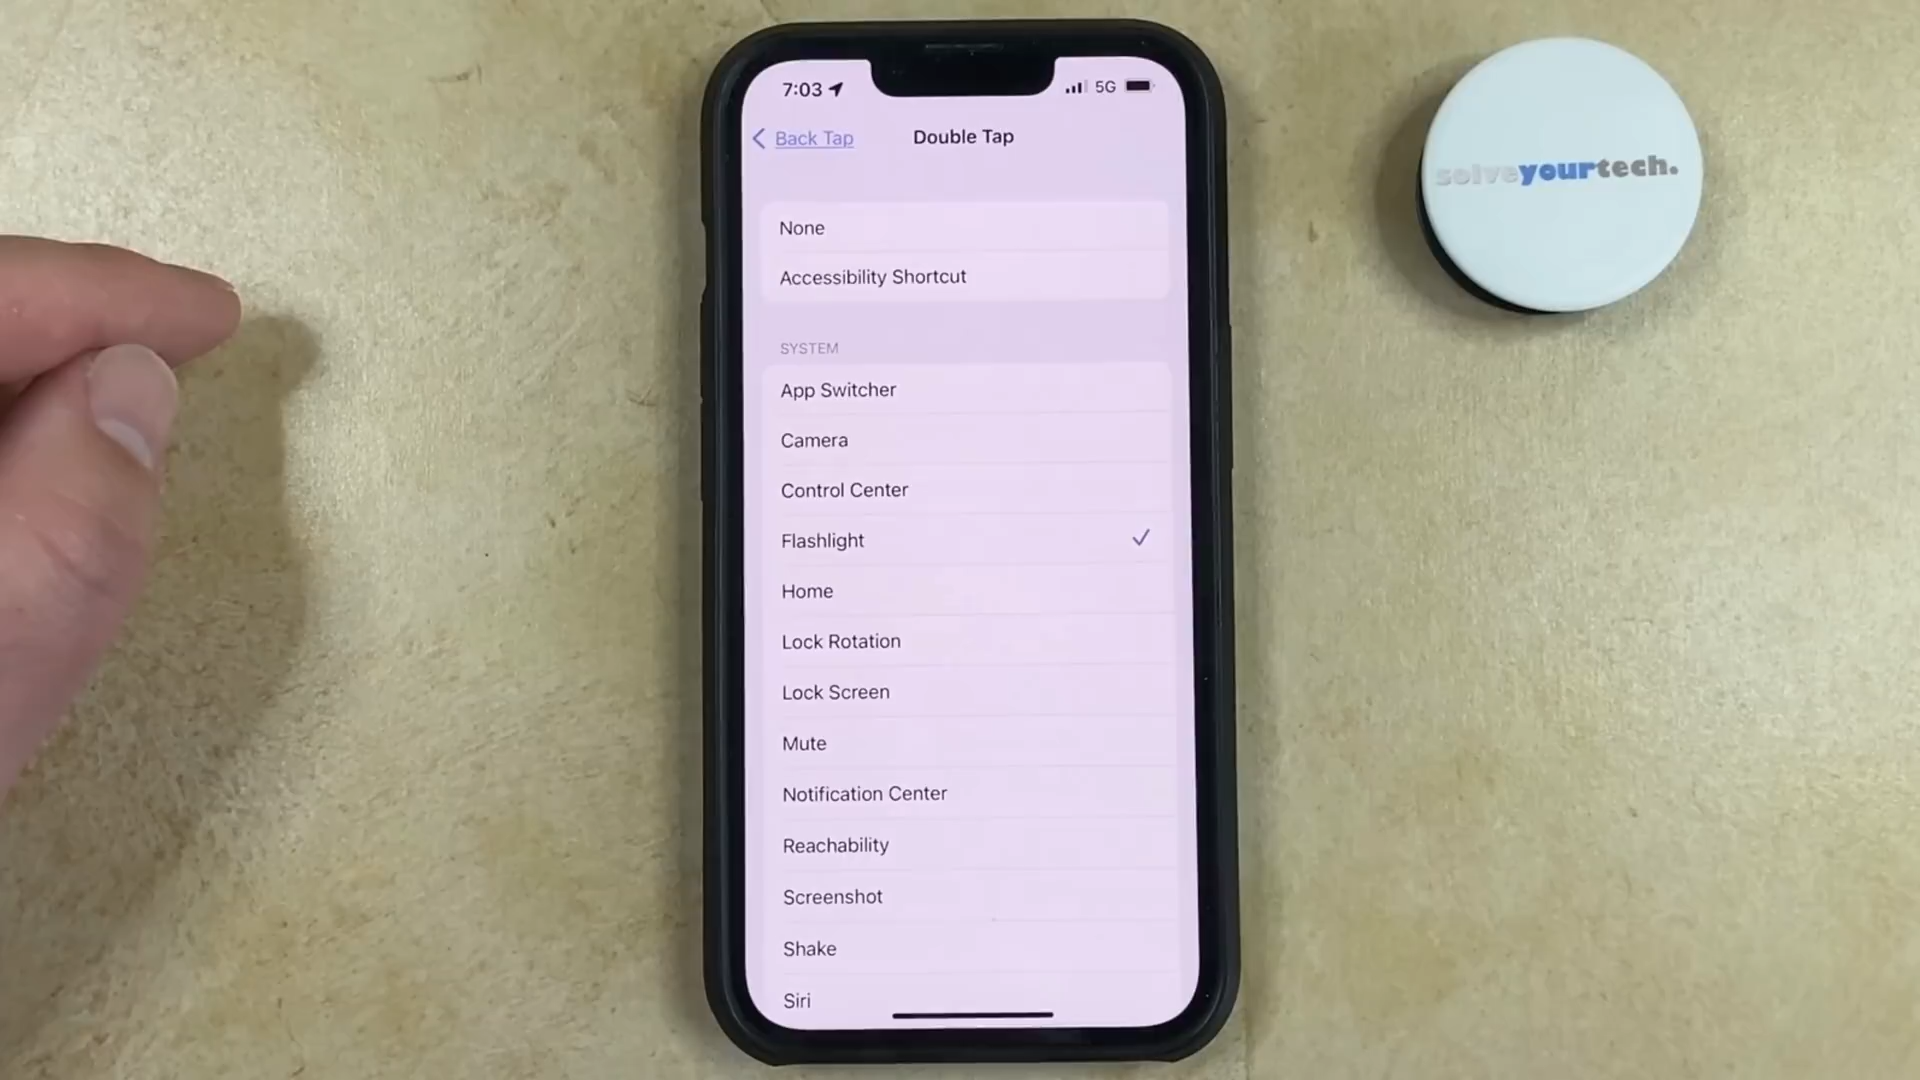 7:03
5G
Back Tap
Double Tap
solveyourtech.
None
Accessibility Shortcut
SYSTEM
App Switcher
Camera
Control Center
Flashlight
Home
Lock Rotation
Lock Screen
Mute
Notification Center
Reachability
Screenshot
Shake
Siri